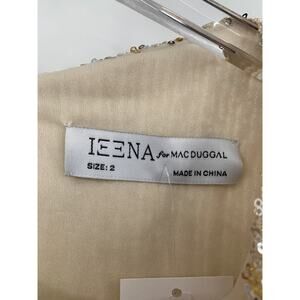 IEENA for MAC DUGGAL
SIZE: 2
MADE IN CHINA